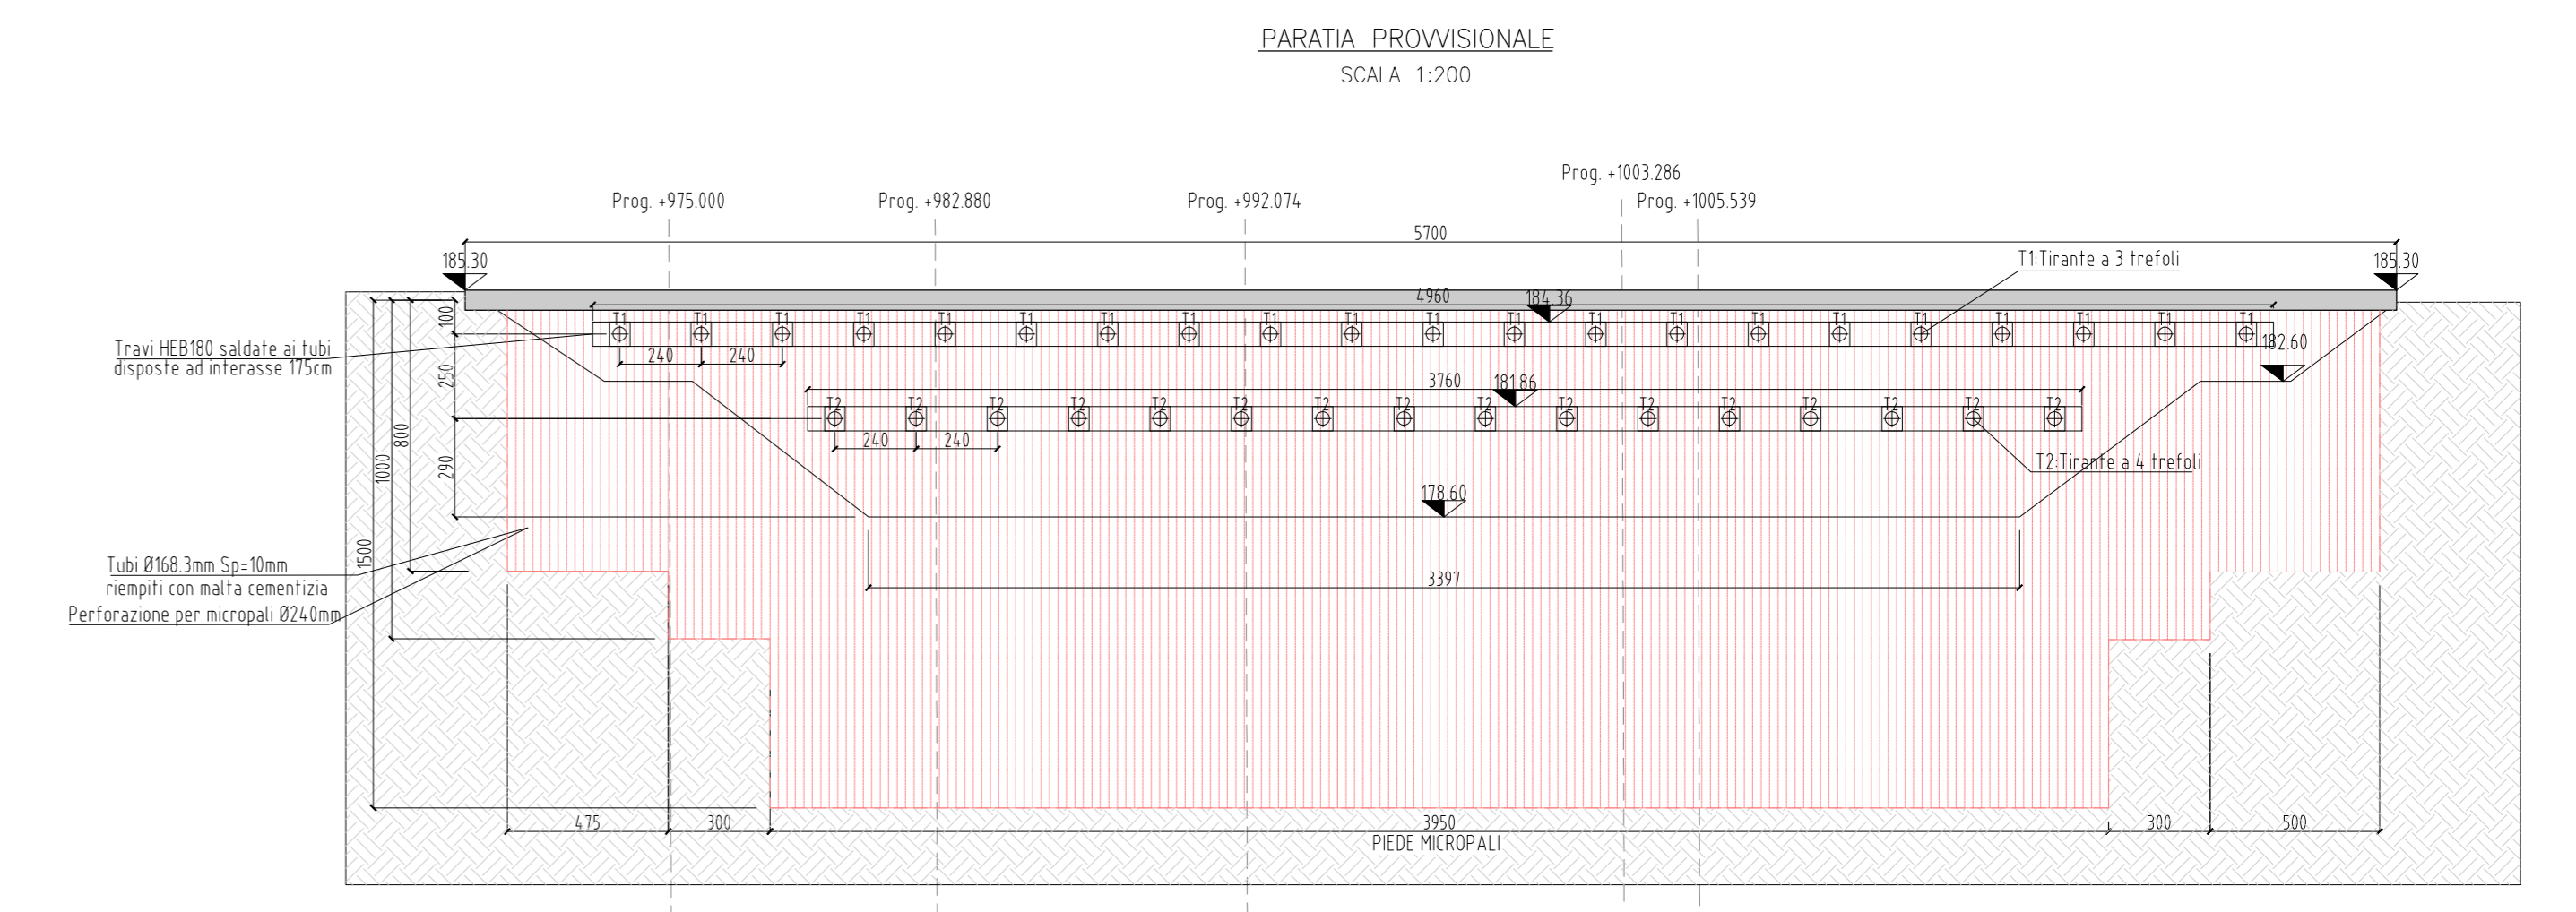 PARATIA PROVVISIONALE
SCALA 1:200
Prog. +1003.286
Prog. +975.000
Prog. +982.880
Prog. +992.074
Prog. +1005.539
5700
185.30
T1:Tirante a 3 trefoli
185.30
4960
184.36
100
T1 T1 T1 T1 T1 T1 T1 T1 T1 T1 T1 T1 T1 T1 T1 T1 T1 T1 T1 T1 T1
Travi HEB180 saldate ai tubi
disposte ad interasse 175cm
240 240
182.60
250
3760
181.86
T2 T2 T2 T2 T2 T2 T2 T2 T2 T2 T2 T2 T2 T2 T2 T2
800
240 240
1000
290
T2:Tirante a 4 trefoli
178.60
1500
Tubi Ø168.3mm Sp=10mm
riempiti con malta cementizia
Perforazione per micropali Ø240mm
3397
475 300 3950 300 500
PIEDE MICROPALI